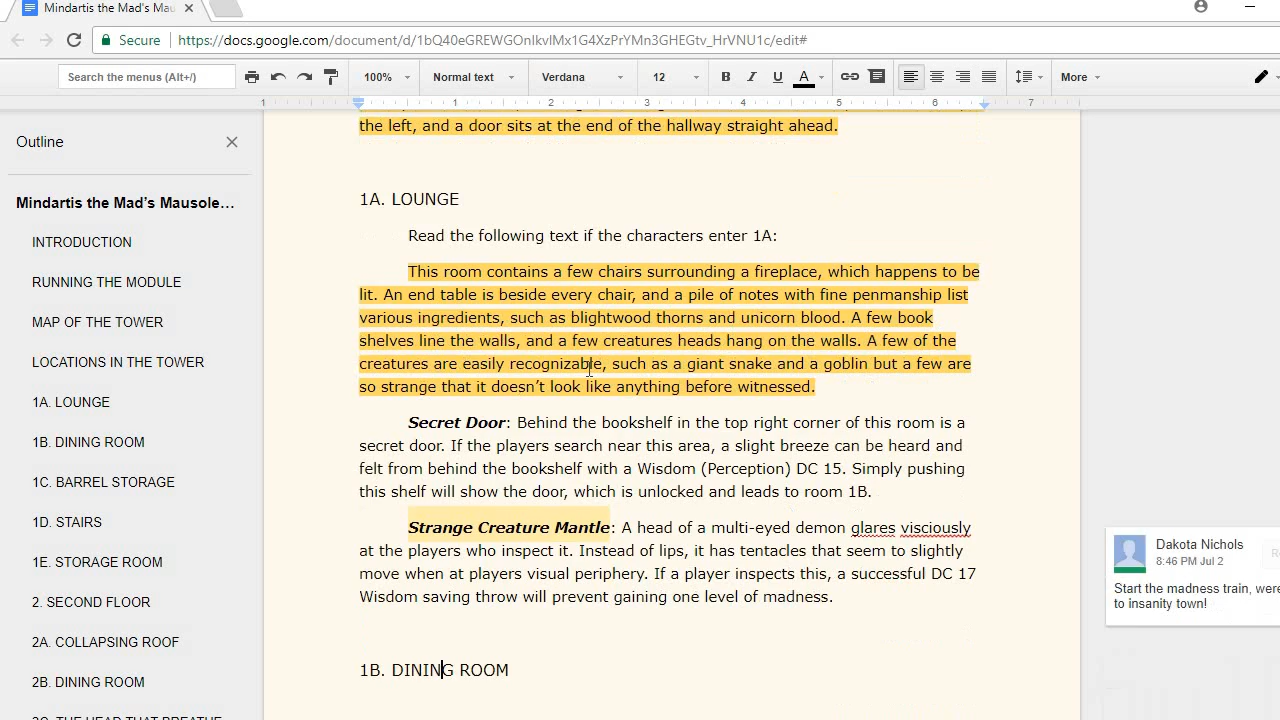 Mindartis the Mad's Mau
Secure https://docs.google.com/document/d/1bQ40eGREWGOnIkvIMx1G4XzPrYMn3GHEGtv_HrVNU1c/edit#
Search the menus (Alt+/) 100% Normal text Verdana 12 B I U A More
1 1 2 3 4 5 6 7
Outline
Mindartis the Mad's Mausole...
INTRODUCTION
RUNNING THE MODULE
MAP OF THE TOWER
LOCATIONS IN THE TOWER
1A. LOUNGE
1B. DINING ROOM
1C. BARREL STORAGE
1D. STAIRS
1E. STORAGE ROOM
2. SECOND FLOOR
2A. COLLAPSING ROOF
2B. DINING ROOM
THE HEAD THAT BREATHE
the left, and a door sits at the end of the hallway straight ahead.
1A. LOUNGE
Read the following text if the characters enter 1A:
This room contains a few chairs surrounding a fireplace, which happens to be
lit. An end table is beside every chair, and a pile of notes with fine penmanship list
various ingredients, such as blightwood thorns and unicorn blood. A few book
shelves line the walls, and a few creatures heads hang on the walls. A few of the
creatures are easily recognizable, such as a giant snake and a goblin but a few are
so strange that it doesn't look like anything before witnessed.
Secret Door: Behind the bookshelf in the top right corner of this room is a
secret door. If the players search near this area, a slight breeze can be heard and
felt from behind the bookshelf with a Wisdom (Perception) DC 15. Simply pushing
this shelf will show the door, which is unlocked and leads to room 1B.
Strange Creature Mantle: A head of a multi-eyed demon glares visciously
at the players who inspect it. Instead of lips, it has tentacles that seem to slightly
move when at players visual periphery. If a player inspects this, a successful DC 17
Wisdom saving throw will prevent gaining one level of madness.
1B. DINING ROOM
Dakota Nichols
8:46 PM Jul 2
Start the madness train, were
to insanity town!